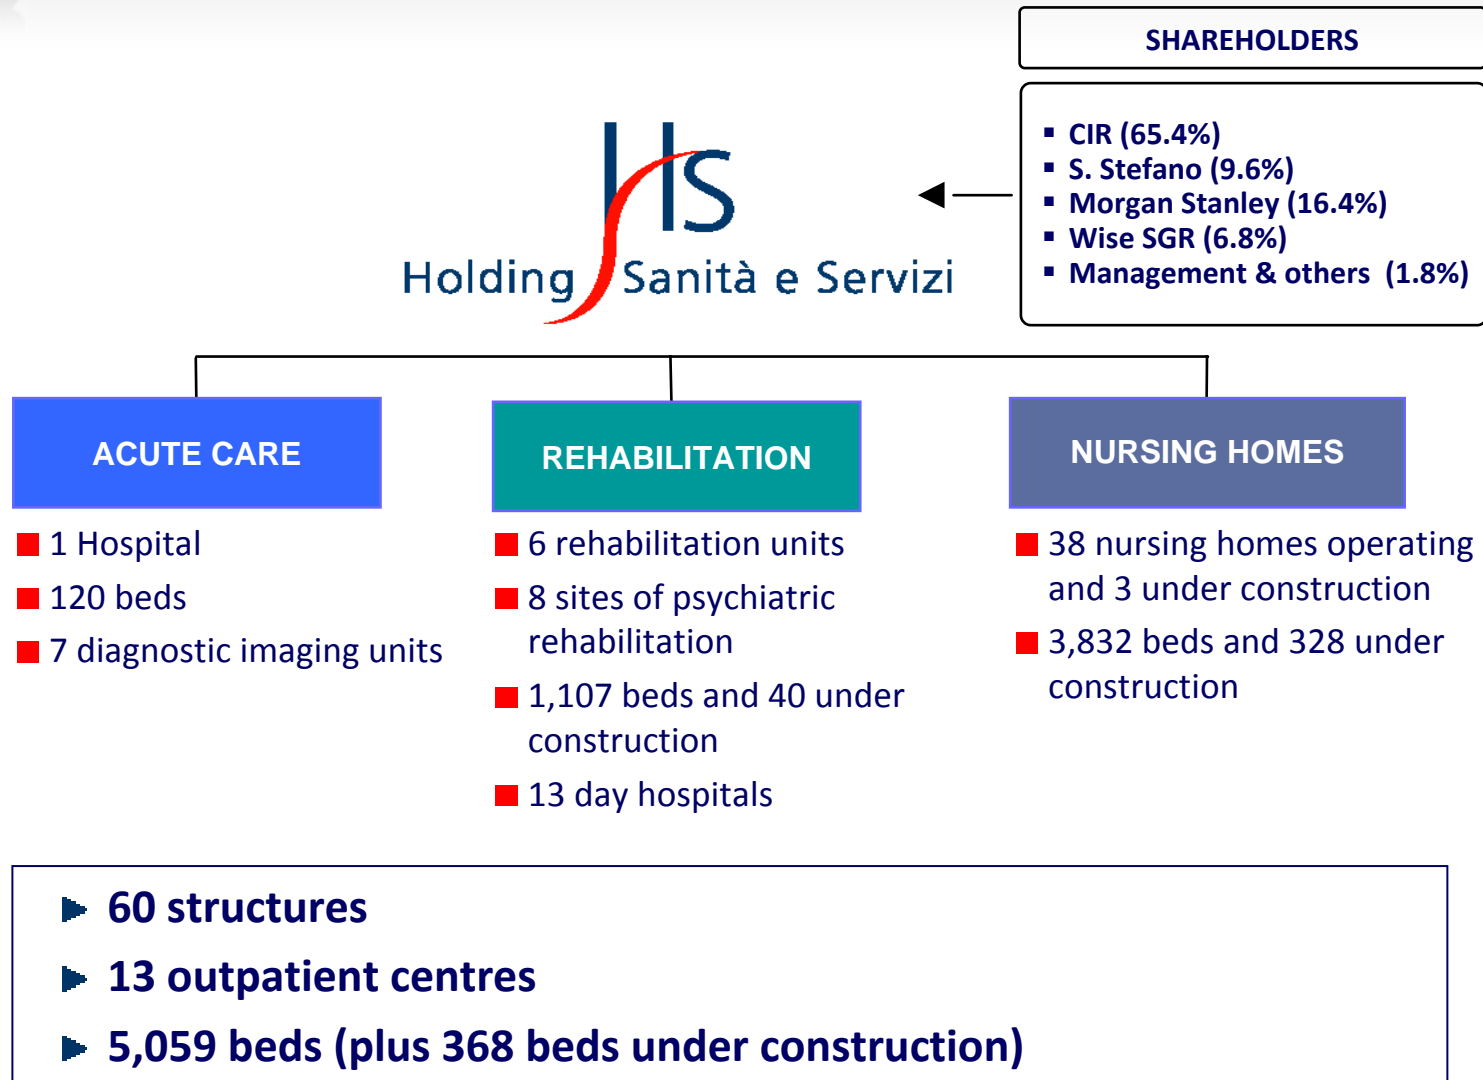 SHAREHOLDERS
▪ CIR (65.4%)
▪ S. Stefano (9.6%)
▪ Morgan Stanley (16.4%)
▪ Wise SGR (6.8%)
▪ Management & others (1.8%)
Hs
Holding Sanità e Servizi
ACUTE CARE
■ 1 Hospital
■ 120 beds
■ 7 diagnostic imaging units
REHABILITATION
■ 6 rehabilitation units
■ 8 sites of psychiatric
rehabilitation
■ 1,107 beds and 40 under
construction
■ 13 day hospitals
NURSING HOMES
■ 38 nursing homes operating
and 3 under construction
■ 3,832 beds and 328 under
construction
► 60 structures
► 13 outpatient centres
► 5,059 beds (plus 368 beds under construction)